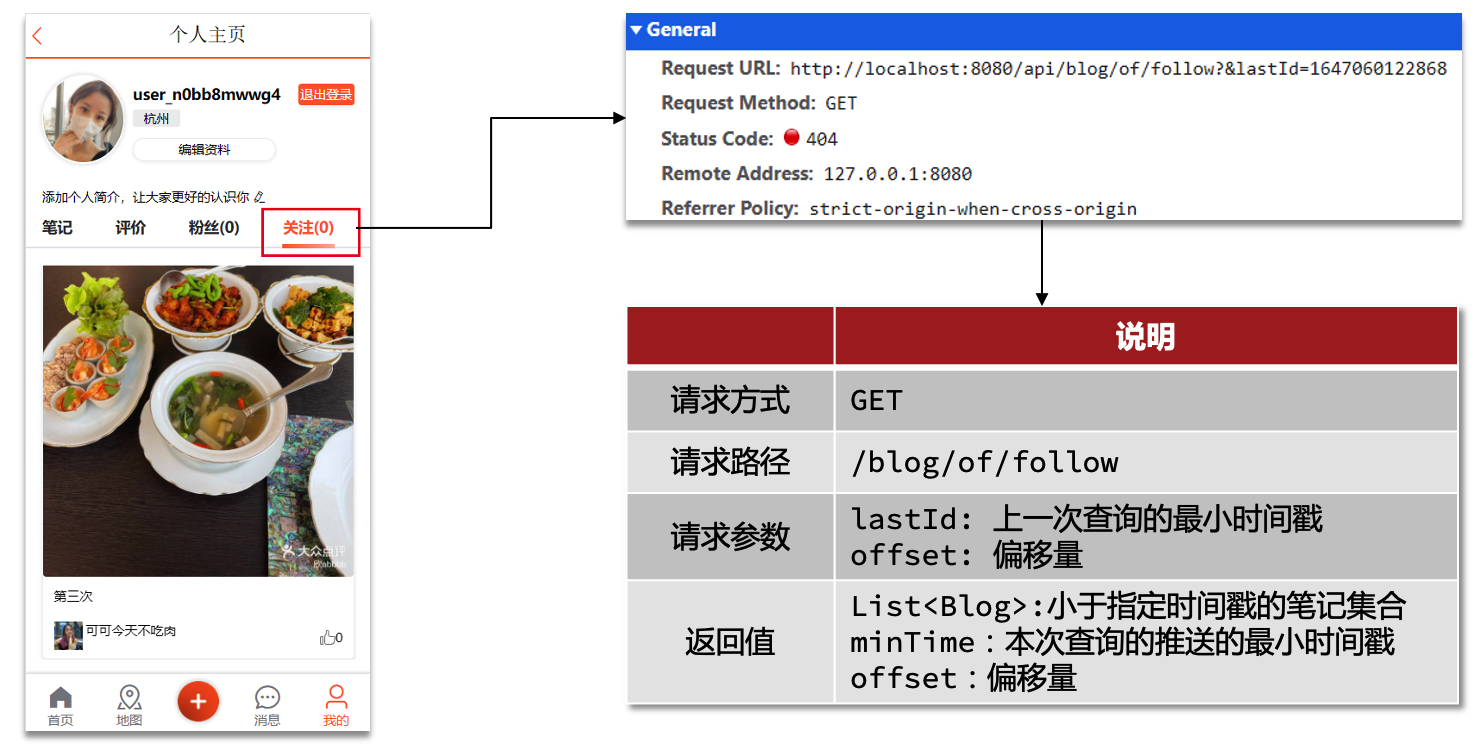 个人主页
user_n0bb8mwwg4
退出登录
杭州
编辑资料
添加个人简介，让大家更好的认识你
笔记 评价 粉丝(0) 关注(0)
大众点评
第三次
可可今天不吃肉
0
首页 地图 消息 我的
General
Request URL: http://localhost:8080/api/blog/of/follow?&lastId=1647060122868
Request Method: GET
Status Code: 404
Remote Address: 127.0.0.1:8080
Referrer Policy: strict-origin-when-cross-origin
说明
请求方式 GET
请求路径 /blog/of/follow
请求参数
lastId: 上一次查询的最小时间戳
offset: 偏移量
返回值
List<Blog>:小于指定时间戳的笔记集合
minTime：本次查询的推送的最小时间戳
offset：偏移量